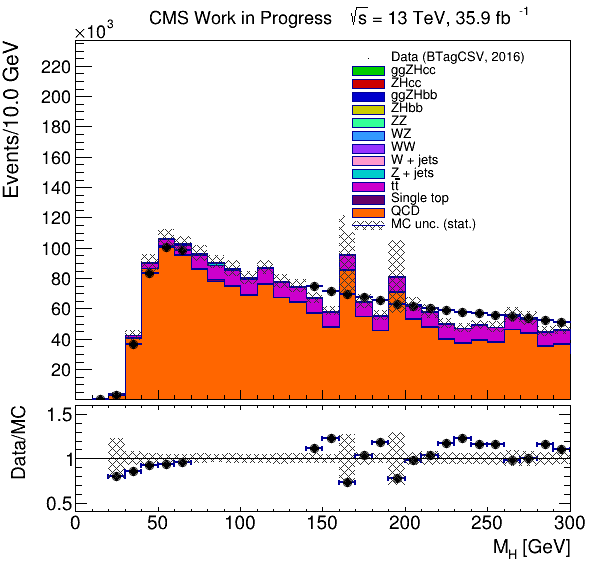 CMS Work in Progress √s = 13 TeV, 35.9 fb⁻¹
×10³
Events/10.0 GeV
220
200
180
160
140
120
100
80
60
40
20
Data (BTagCSV, 2016)
ggZHcc
ZHcc
ggZHbb
ZHbb
ZZ
WZ
WW
W + jets
Z + jets
tt̅
Single top
QCD
MC unc. (stat.)
Data/MC
1.5
1
0.5
0 50 100 150 200 250 300
M_H [GeV]